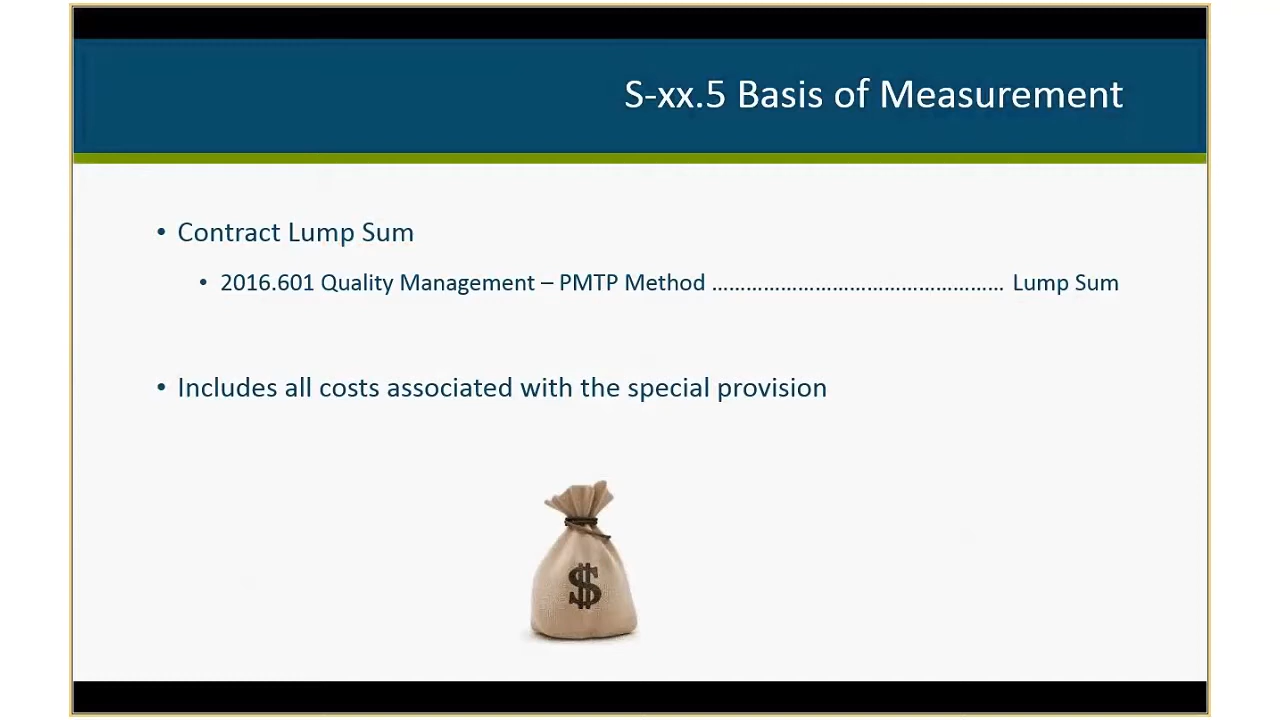 S-xx.5 Basis of Measurement
• Contract Lump Sum
• 2016.601 Quality Management – PMTP Method ................................................ Lump Sum
• Includes all costs associated with the special provision
$